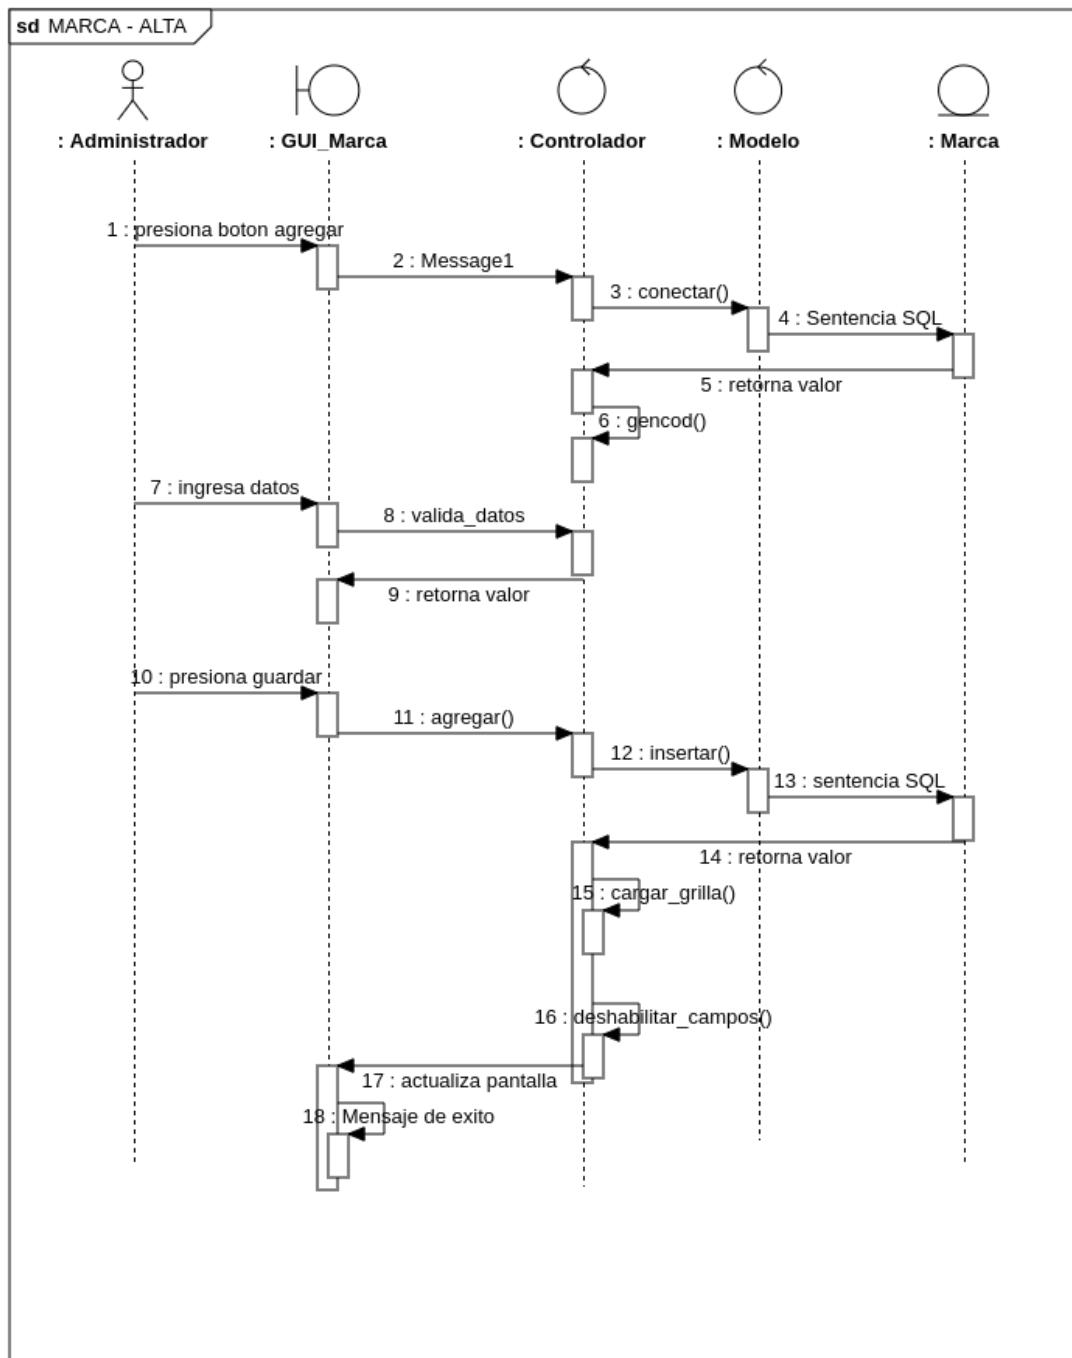 sd MARCA - ALTA
: Administrador
: GUI_Marca
: Controlador
: Modelo
: Marca
1 : presiona boton agregar
2 : Message1
3 : conectar()
4 : Sentencia SQL
5 : retorna valor
6 : gencod()
7 : ingresa datos
8 : valida_datos
9 : retorna valor
10 : presiona guardar
11 : agregar()
12 : insertar()
13 : sentencia SQL
14 : retorna valor
15 : cargar_grilla()
16 : deshabilitar_campos()
17 : actualiza pantalla
18 : Mensaje de exito